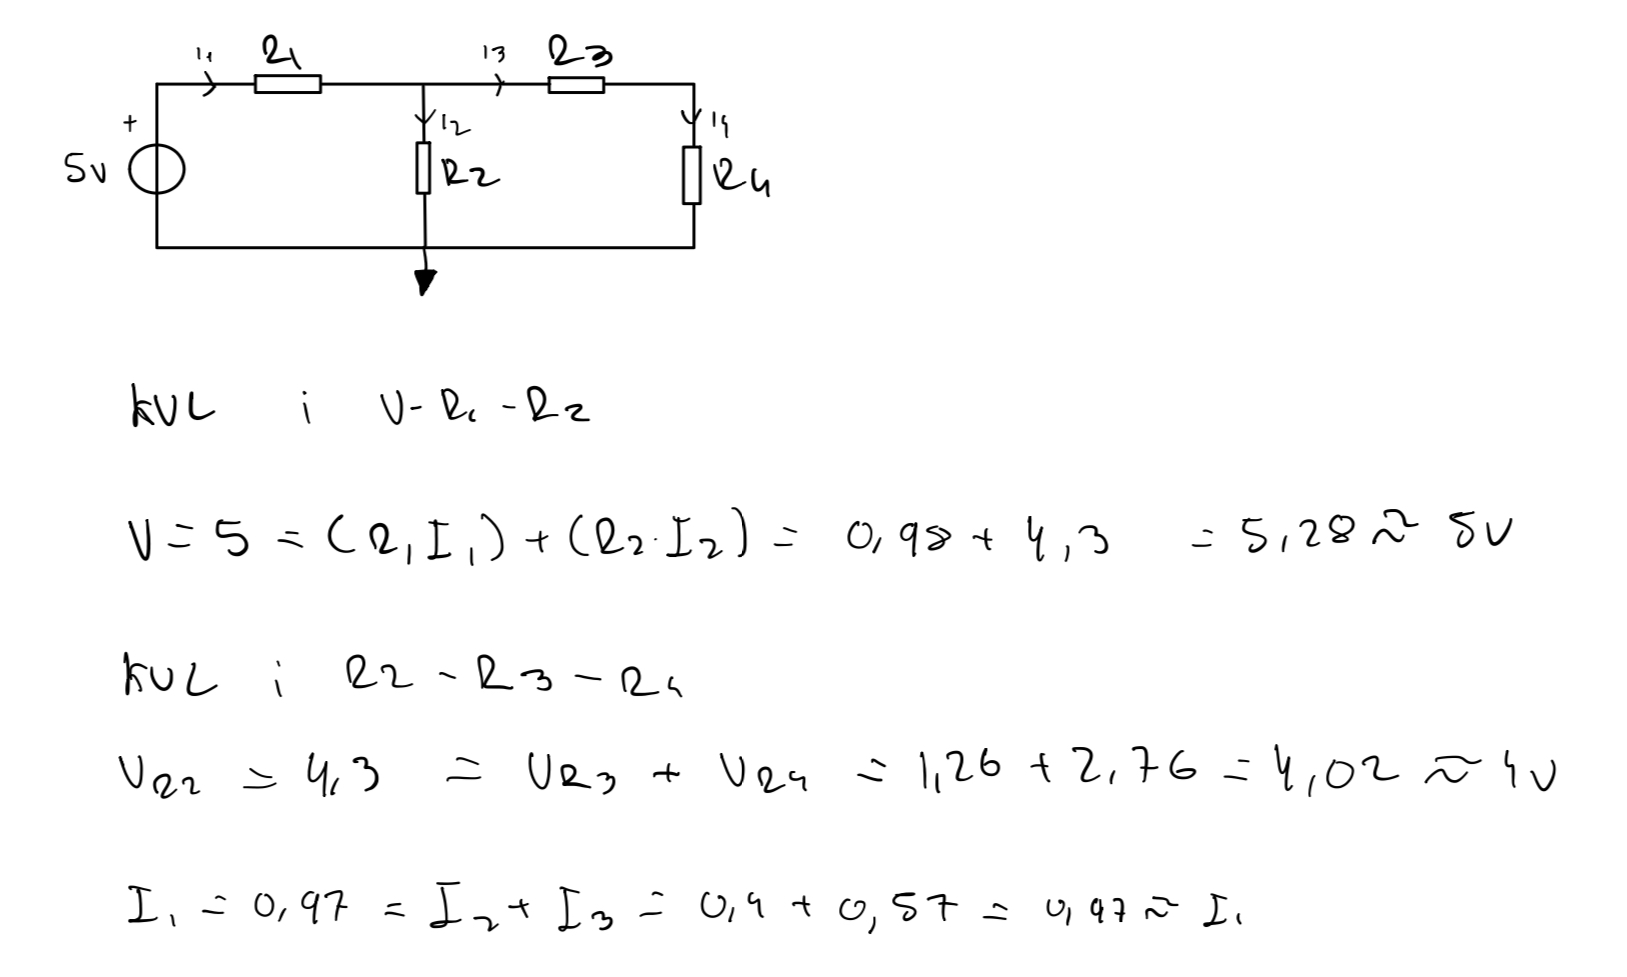 I1 R1 I3 R3
+ I2 I4
5v R2 R4
KVL i V-R1-R2
V = 5 = (R1I1) + (R2·I2) = 0,98 + 4,3 = 5,28 ≈ 5V
KVL i R2 - R3 - R4
VR2 = 4,3 = VR3 + VR4 = 1,26 + 2,76 = 4,02 ≈ 4V
I1 = 0,97 = I2 + I3 = 0,4 + 0,57 = 0,97 ≈ I1